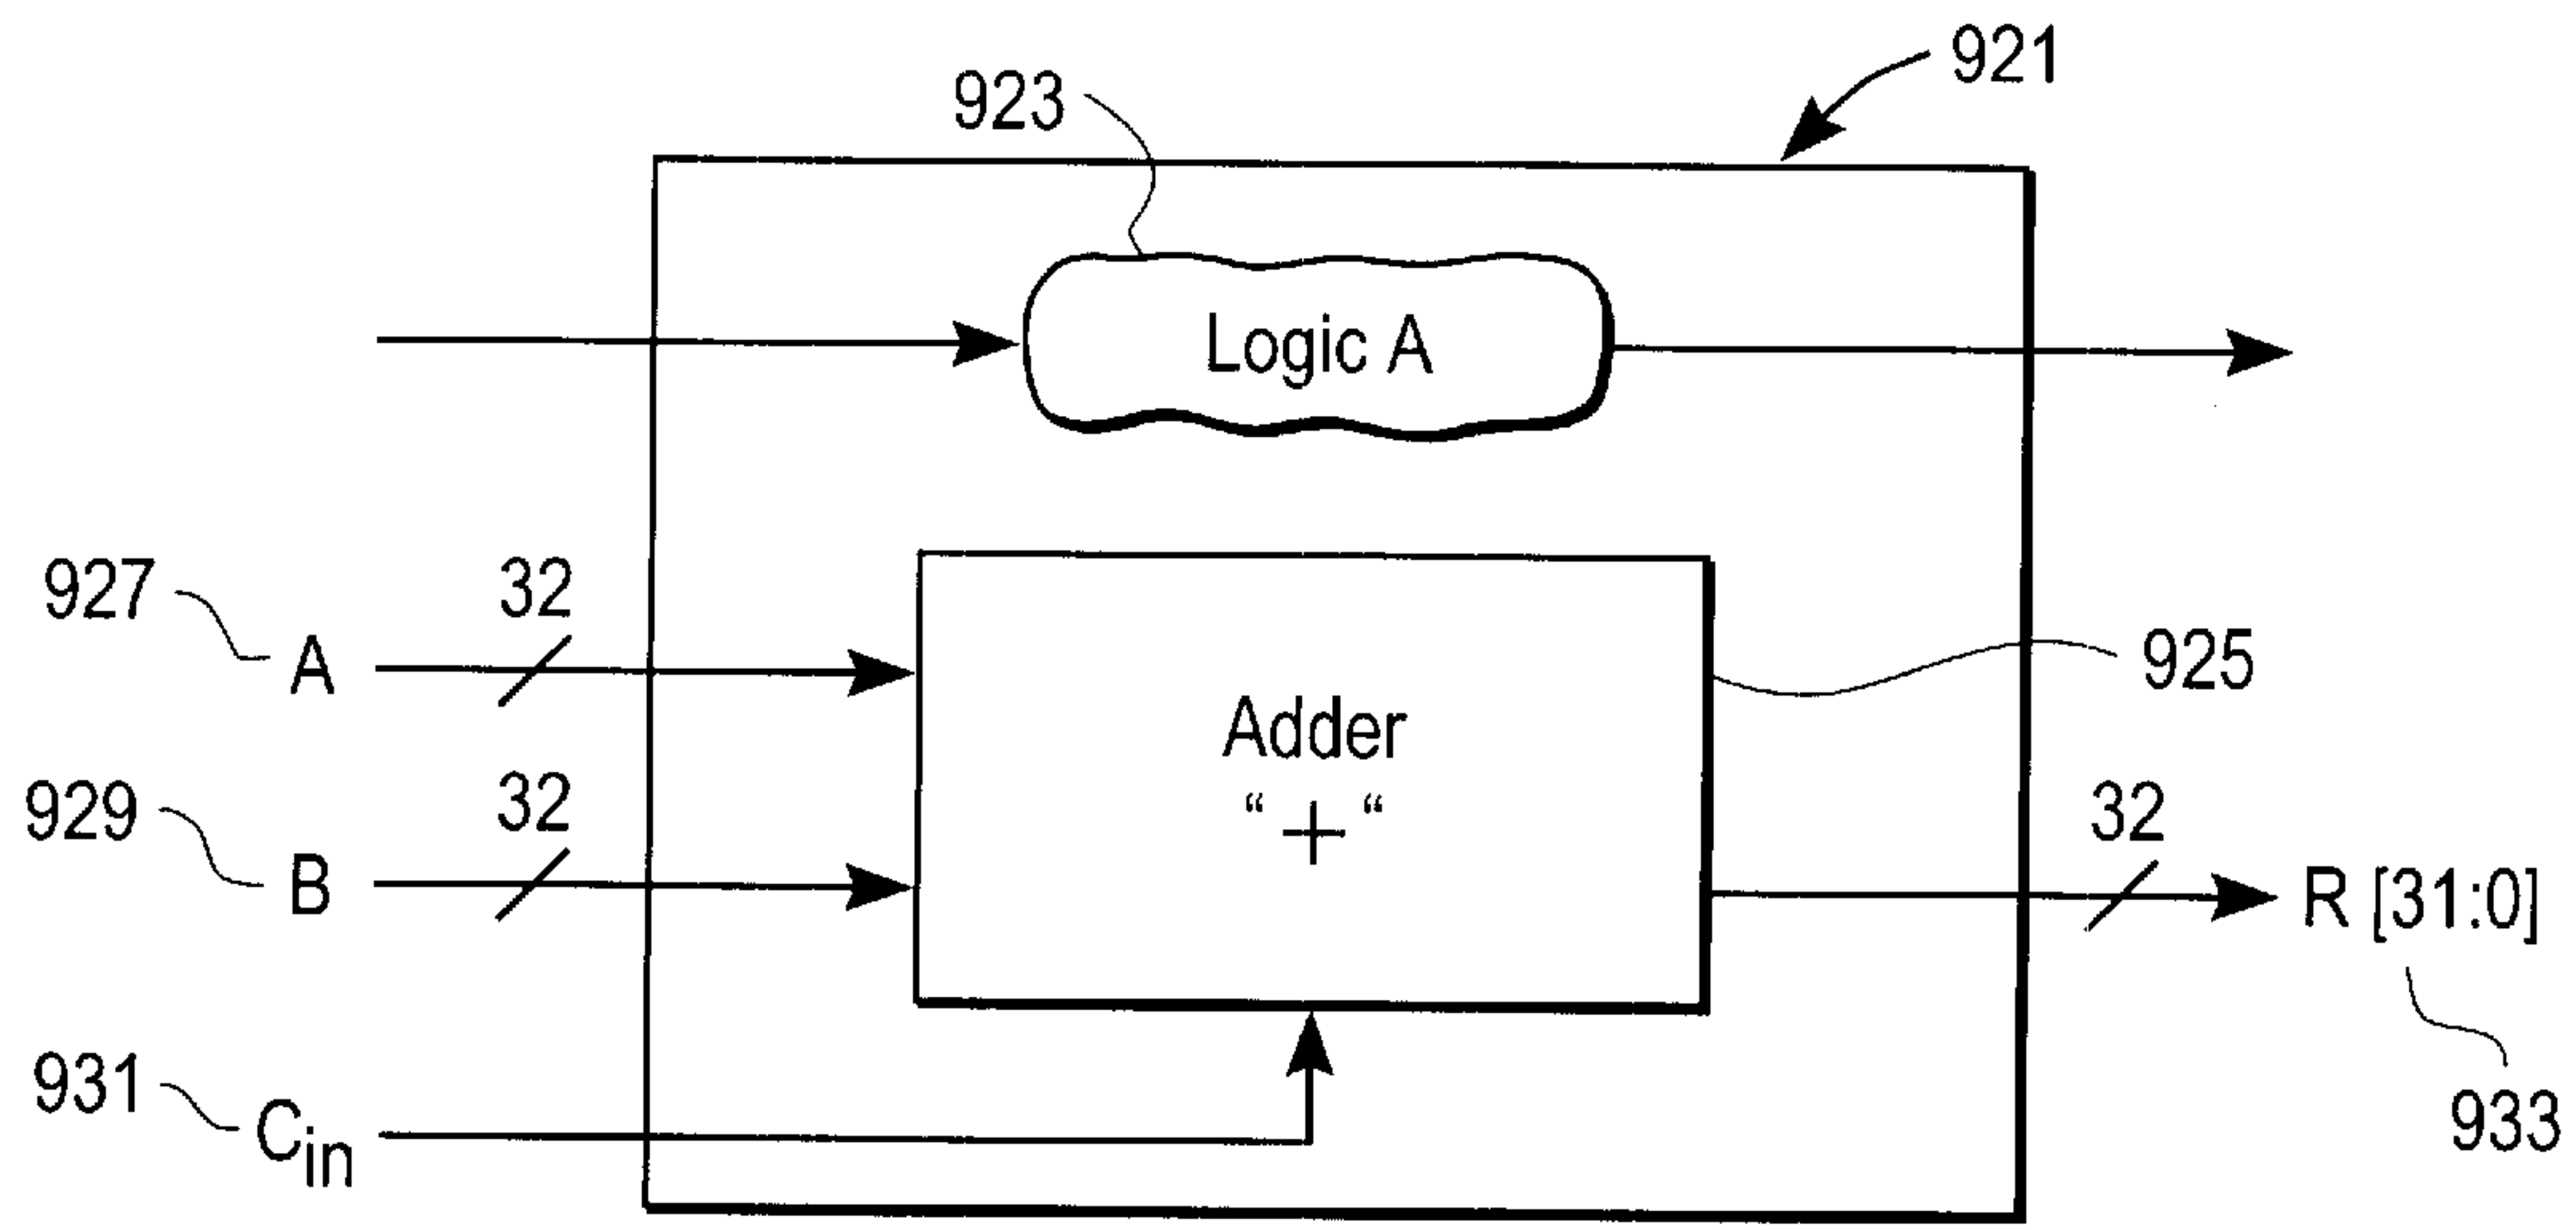 921
923
Logic A
927
32
A
925
Adder
“ + “
929
32
B
32
R [31:0]
931
Cin
933